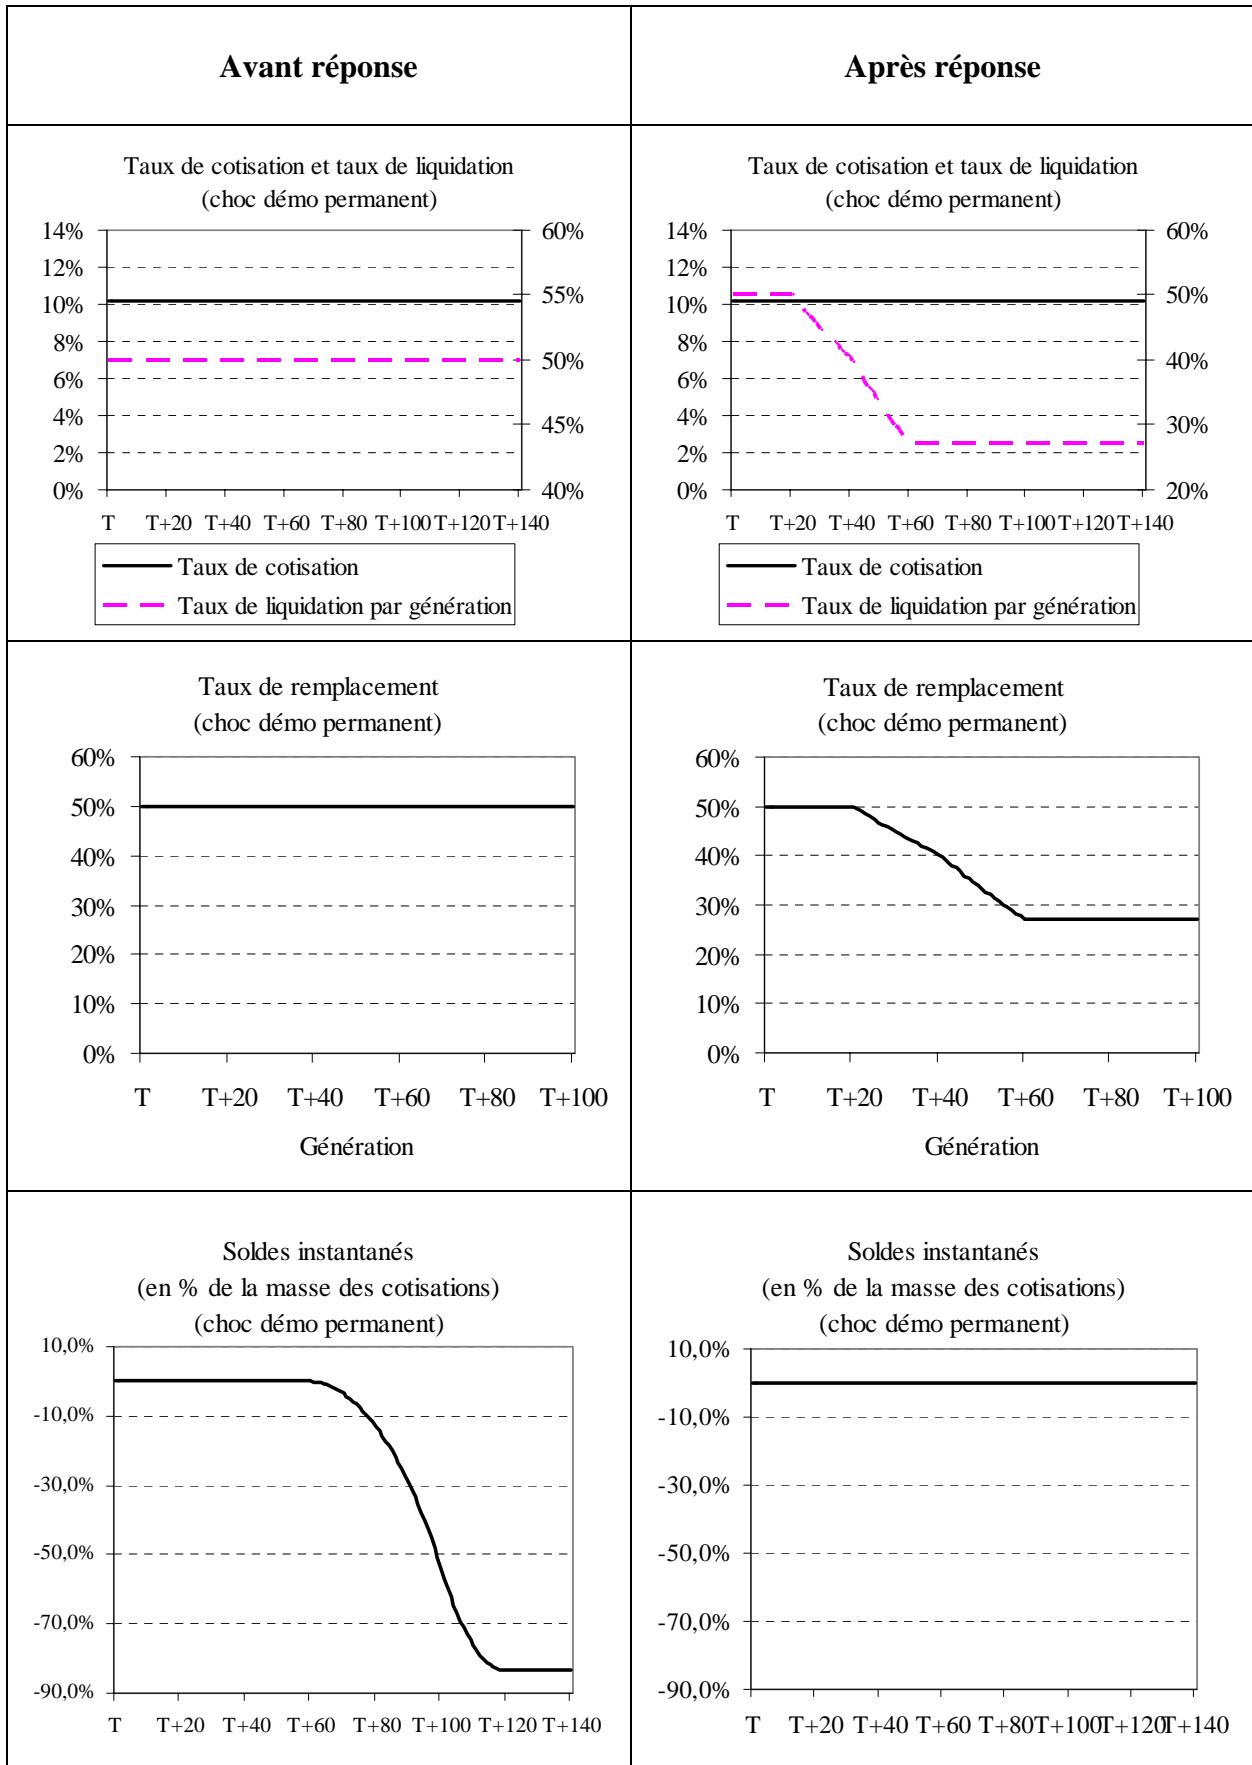 Avant réponse
Après réponse
Taux de cotisation et taux de liquidation
(choc démo permanent)
14%
12%
10%
8%
6%
4%
2%
0%
60%
55%
50%
45%
40%
T T+20 T+40 T+60 T+80 T+100 T+120 T+140
Taux de cotisation
Taux de liquidation par génération
Taux de cotisation et taux de liquidation
(choc démo permanent)
14%
12%
10%
8%
6%
4%
2%
0%
60%
50%
40%
30%
20%
T T+20 T+40 T+60 T+80 T+100 T+120 T+140
Taux de cotisation
Taux de liquidation par génération
Taux de remplacement
(choc démo permanent)
60%
50%
40%
30%
20%
10%
0%
T T+20 T+40 T+60 T+80 T+100
Génération
Taux de remplacement
(choc démo permanent)
60%
50%
40%
30%
20%
10%
0%
T T+20 T+40 T+60 T+80 T+100
Génération
Soldes instantanés
(en % de la masse des cotisations)
(choc démo permanent)
10,0%
-10,0%
-30,0%
-50,0%
-70,0%
-90,0%
T T+20 T+40 T+60 T+80 T+100 T+120 T+140
Soldes instantanés
(en % de la masse des cotisations)
(choc démo permanent)
10,0%
-10,0%
-30,0%
-50,0%
-70,0%
-90,0%
T T+20 T+40 T+60 T+80 T+100 T+120 T+140